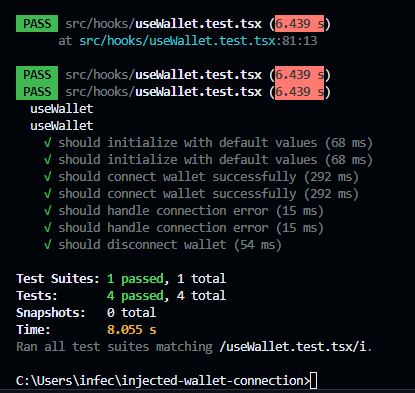 PASS src/hooks/useWallet.test.tsx (6.439 s)
at src/hooks/useWallet.test.tsx:81:13
PASS src/hooks/useWallet.test.tsx (6.439 s)
PASS src/hooks/useWallet.test.tsx (6.439 s)
useWallet
useWallet
√ should initialize with default values (68 ms)
√ should initialize with default values (68 ms)
√ should connect wallet successfully (292 ms)
√ should connect wallet successfully (292 ms)
√ should handle connection error (15 ms)
√ should handle connection error (15 ms)
√ should disconnect wallet (54 ms)
Test Suites: 1 passed, 1 total
Tests: 4 passed, 4 total
Snapshots: 0 total
Time: 8.055 s
Ran all test suites matching /useWallet.test.tsx/i.
C:\Users\infec\injected-wallet-connection>